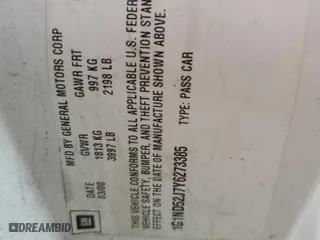 MFD BY GENERAL MOTORS CORP
DATE GVWR GAWR FRT
03/00 1813 KG 997 KG
3997 LB 2198 LB
THIS VEHICLE CONFORMS TO ALL APPLICABLE U.S. FEDER
VEHICLE SAFETY, BUMPER, AND THEFT PREVENTION STAN
IN EFFECT ON THE DATE OF MANUFACTURE SHOWN ABOVE.
1G1ND52J7Y6273385 TYPE: PASS CAR
GM
© DREAMBID